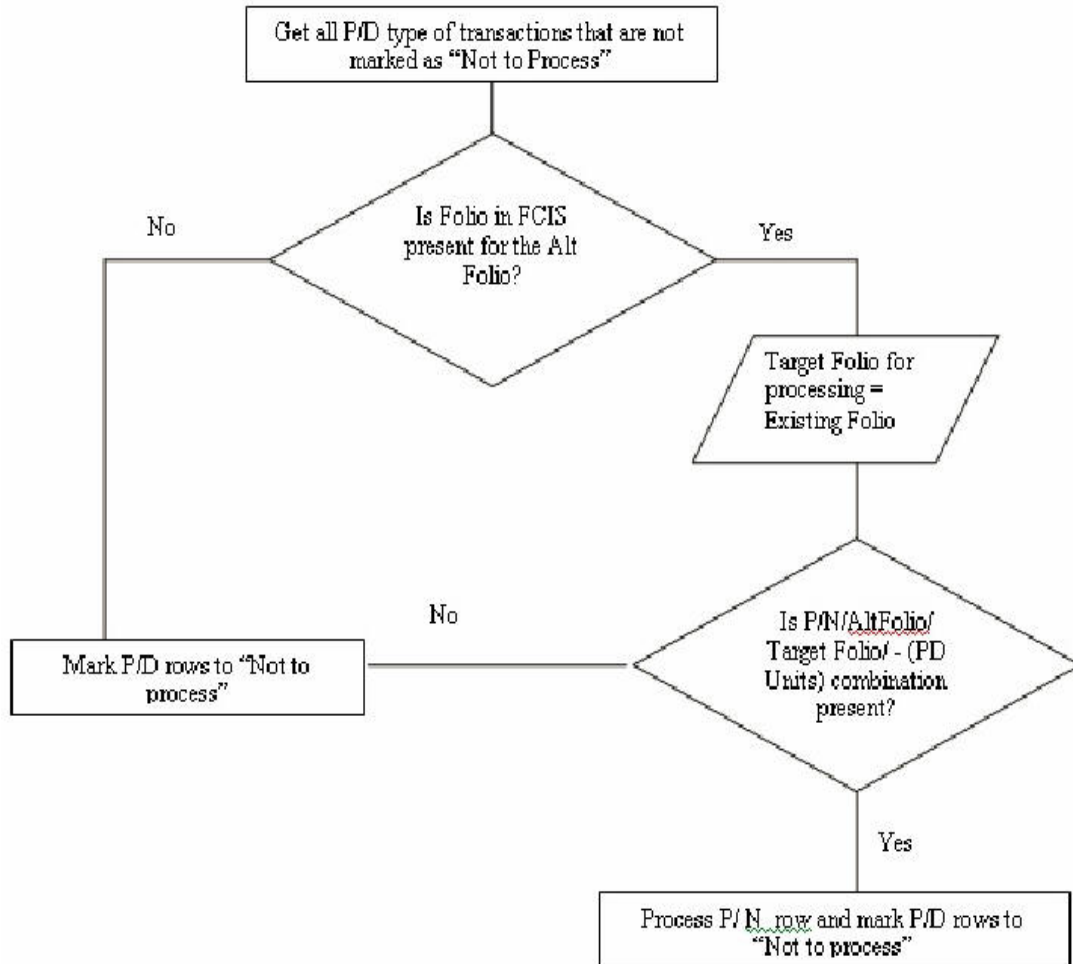 Get all P/D type of transactions that are not
marked as “Not to Process”
Is Folio in FCIS
present for the Alt
Folio?
No
Yes
Target Folio for
processing =
Existing Folio
Is P/N/AltFolio/
Target Folio/ - (PD
Units) combination
present?
No
Mark P/D rows to “Not to
process”
Yes
Process P/ N row and mark P/D rows to
“Not to process”